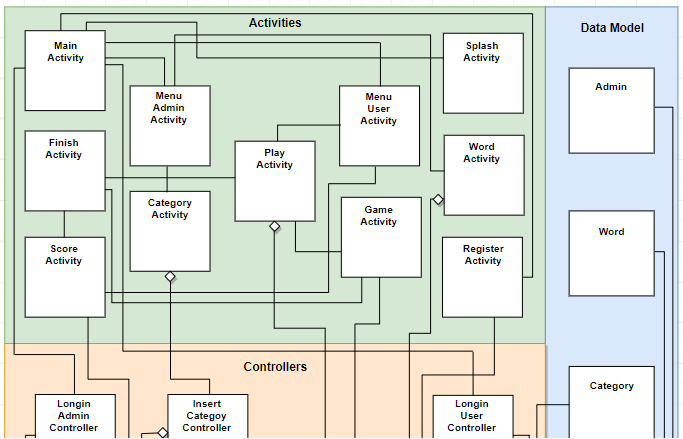 Activities
Data Model
Main
Activity
Splash
Activity
Menu
Admin
Activity
Menu
User
Activity
Admin
Finish
Activity
Play
Activity
Word
Activity
Category
Activity
Game
Activity
Word
Score
Activity
Register
Activity
Controllers
Category
Longin
Admin
Controller
Insert
Categoy
Controller
Longin
User
Controller